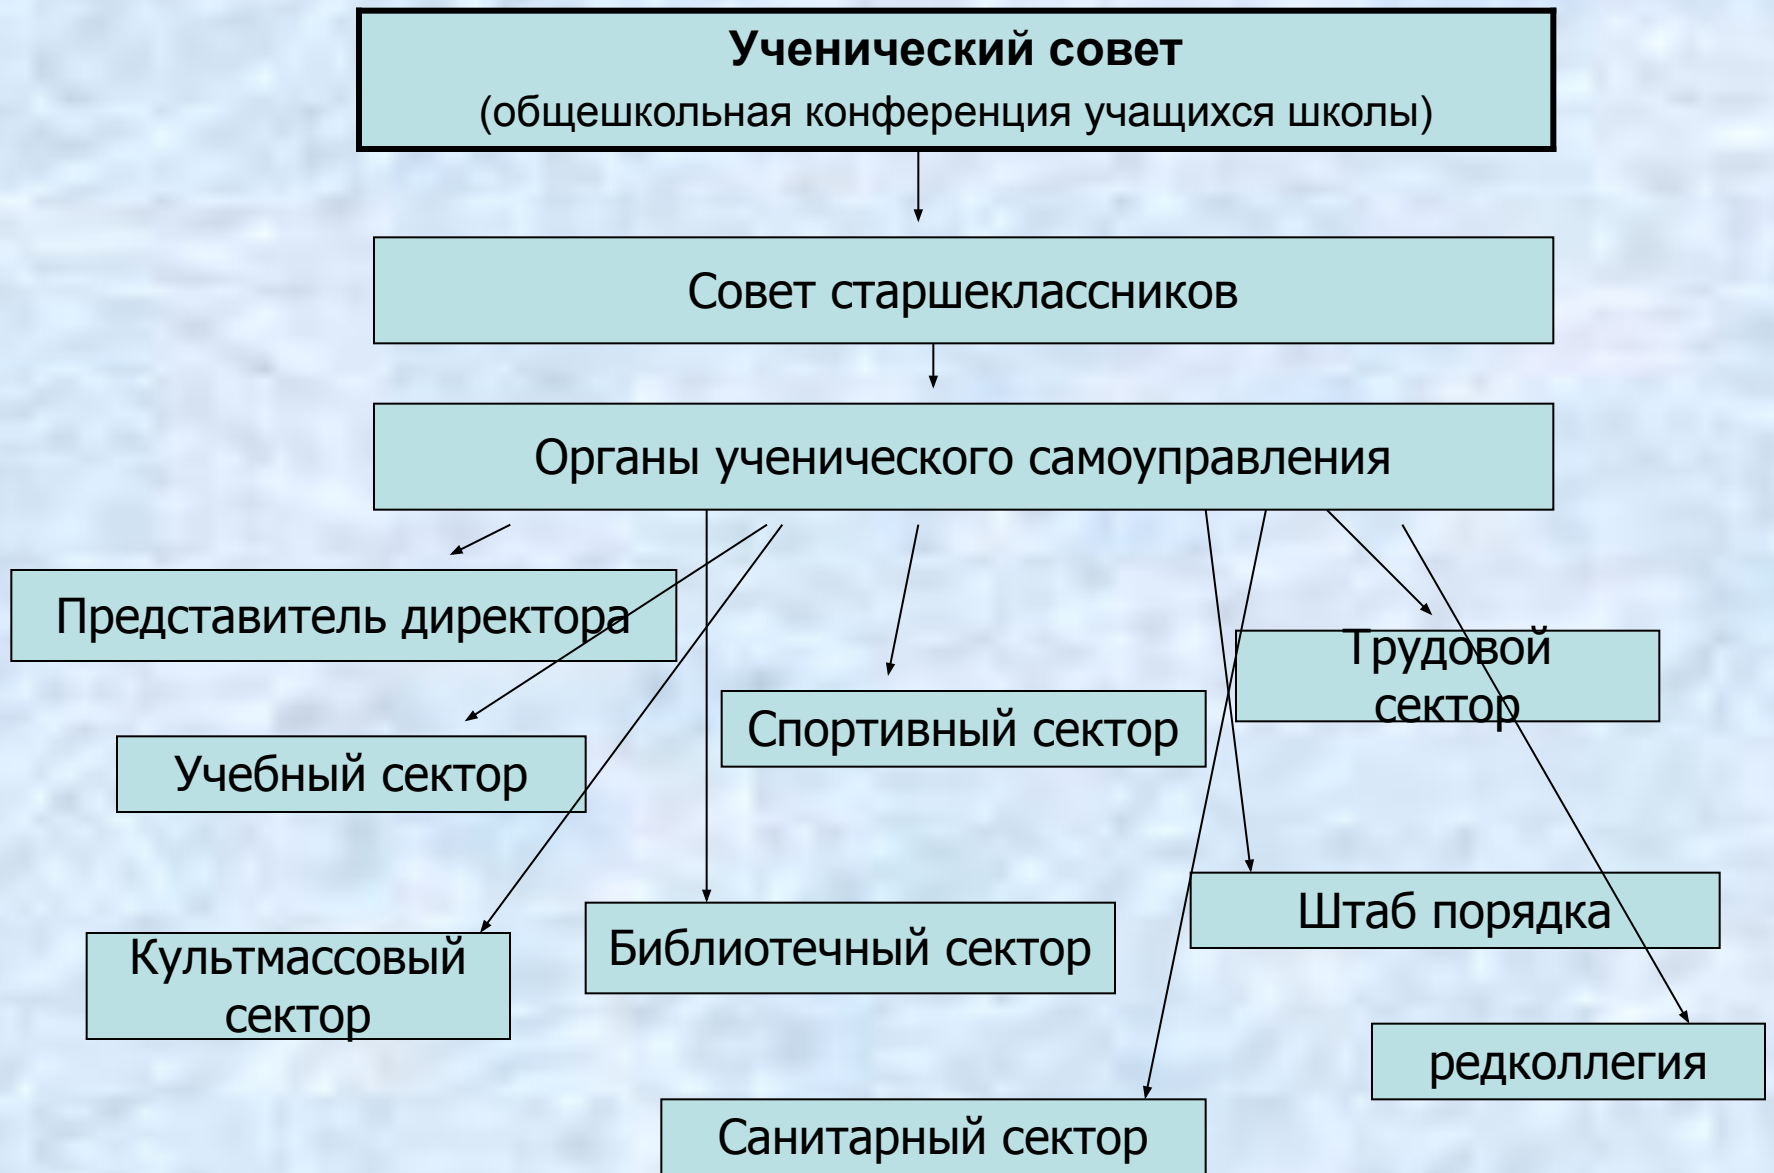 Ученический совет
(общешкольная конференция учащихся школы)
Совет старшеклассников
Органы ученического самоуправления
Представитель директора
Трудовой
сектор
Спортивный сектор
Учебный сектор
Штаб порядка
Библиотечный сектор
Культмассовый
сектор
редколлегия
Санитарный сектор